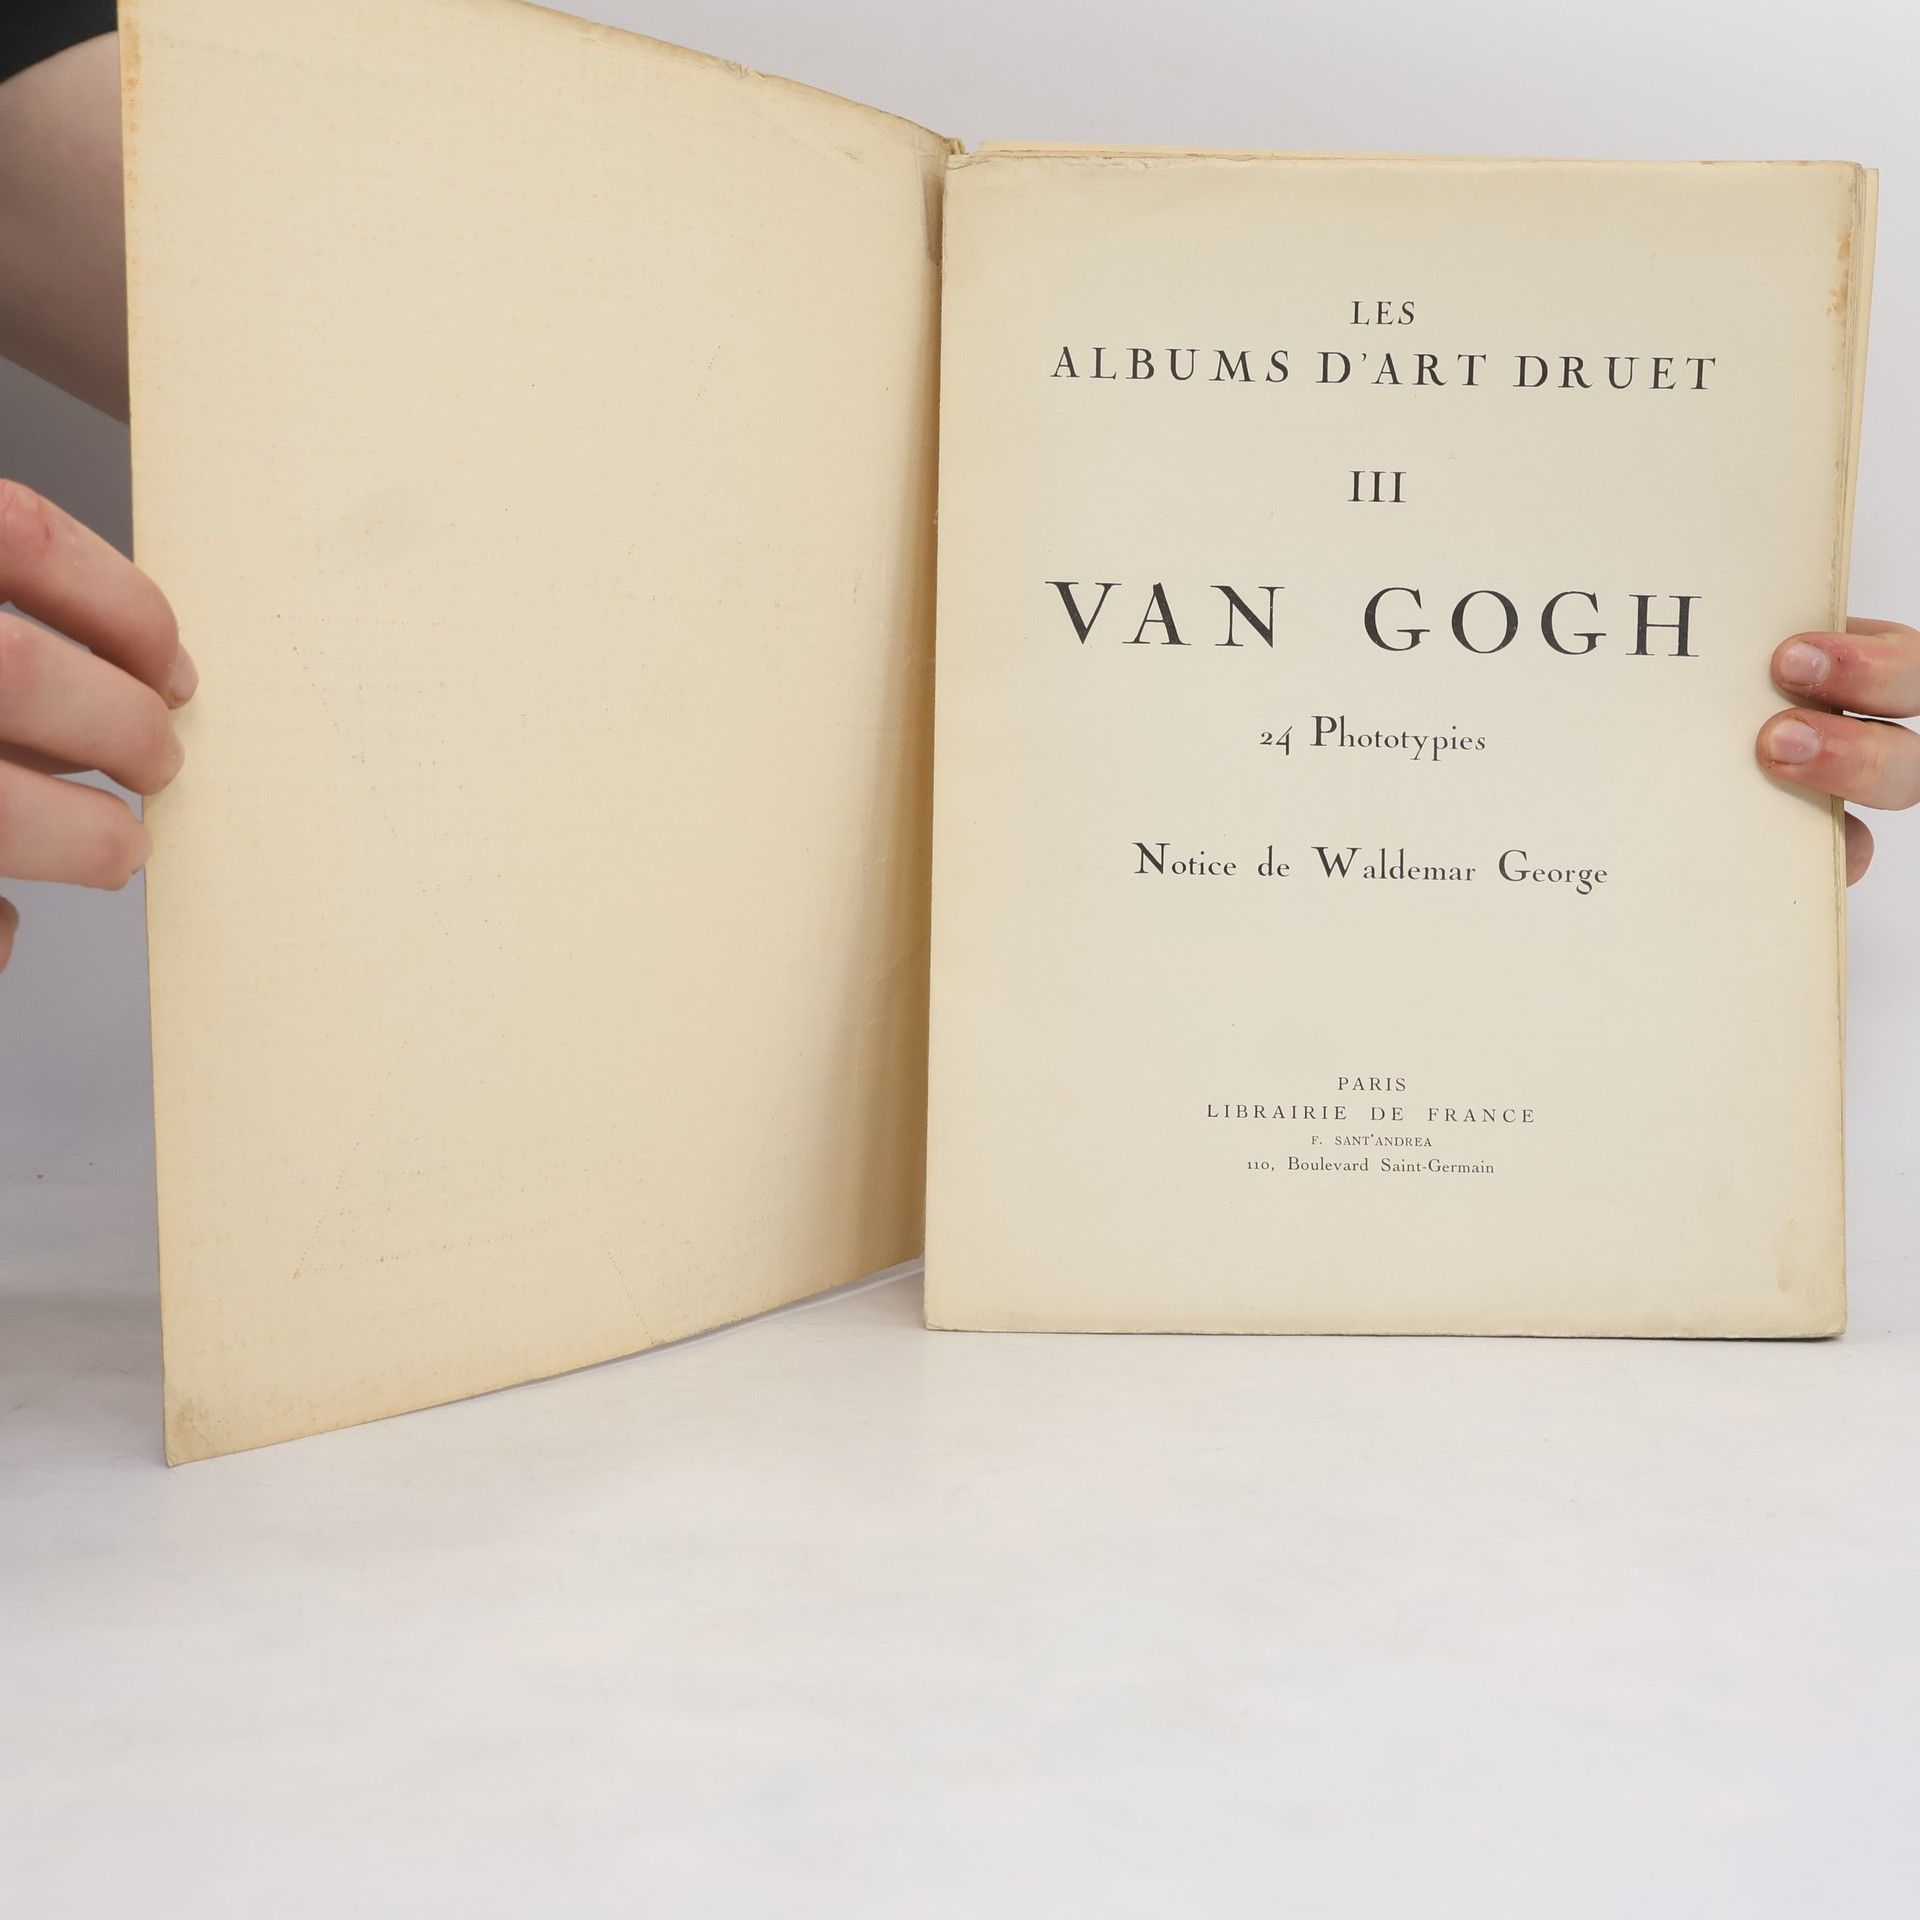 LES
ALBUMS D'ART DRUET
III
VAN GOGH
24 Phototypies
Notice de Waldemar George
PARIS
LIBRAIRIE DE FRANCE
F. SANT'ANDREA
110, Boulevard Saint-Germain